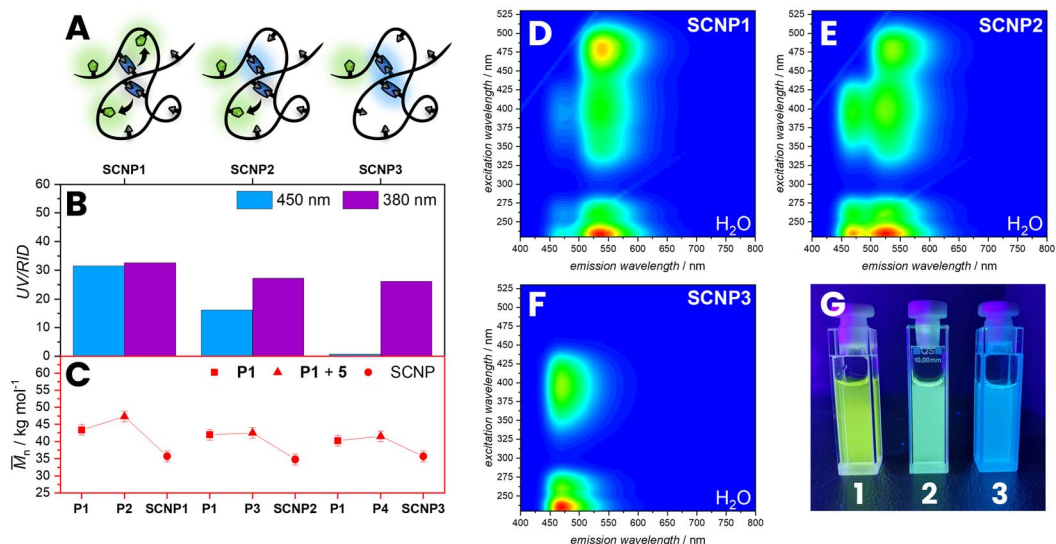 A
SCNP1
SCNP2
SCNP3
B
450 nm
380 nm
UV/RID
60
50
40
30
20
10
0
C
P1
P1 + 5
SCNP
M̅n / kg mol⁻¹
60
55
50
45
40
35
30
25
P1
P2
SCNP1
P1
P3
SCNP2
P1
P4
SCNP3
D
SCNP1
H₂O
excitation wavelength / nm
525
500
475
450
425
400
375
350
325
300
275
250
400
450
500
550
600
650
700
750
800
emission wavelength / nm
E
SCNP2
H₂O
excitation wavelength / nm
525
500
475
450
425
400
375
350
325
300
275
250
400
450
500
550
600
650
700
750
800
emission wavelength / nm
F
SCNP3
H₂O
excitation wavelength / nm
525
500
475
450
425
400
375
350
325
300
275
250
400
450
500
550
600
650
700
750
800
emission wavelength / nm
G
QS
10,00mm
1
2
3